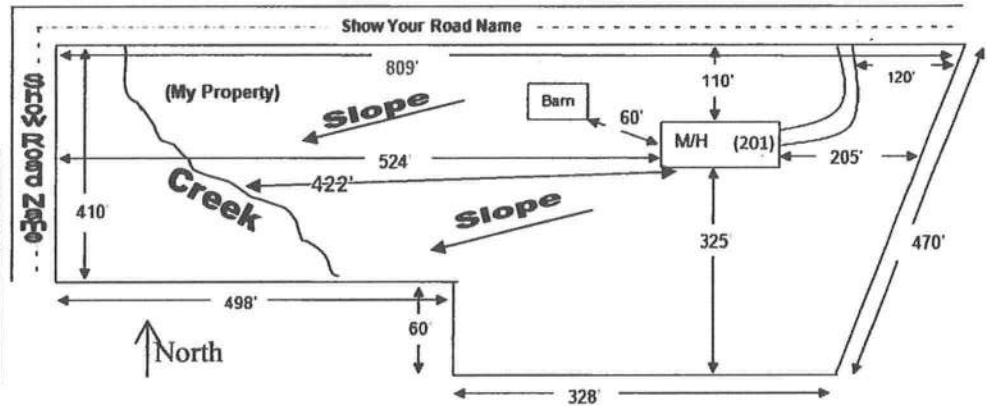 Show Your Road Name
Show Road Name
809'
110'
120'
(My Property)
Slope
Barn
60'
M/H (201)
524'
205'
422'
Creek
410'
Slope
325'
470'
498'
60'
North
328'